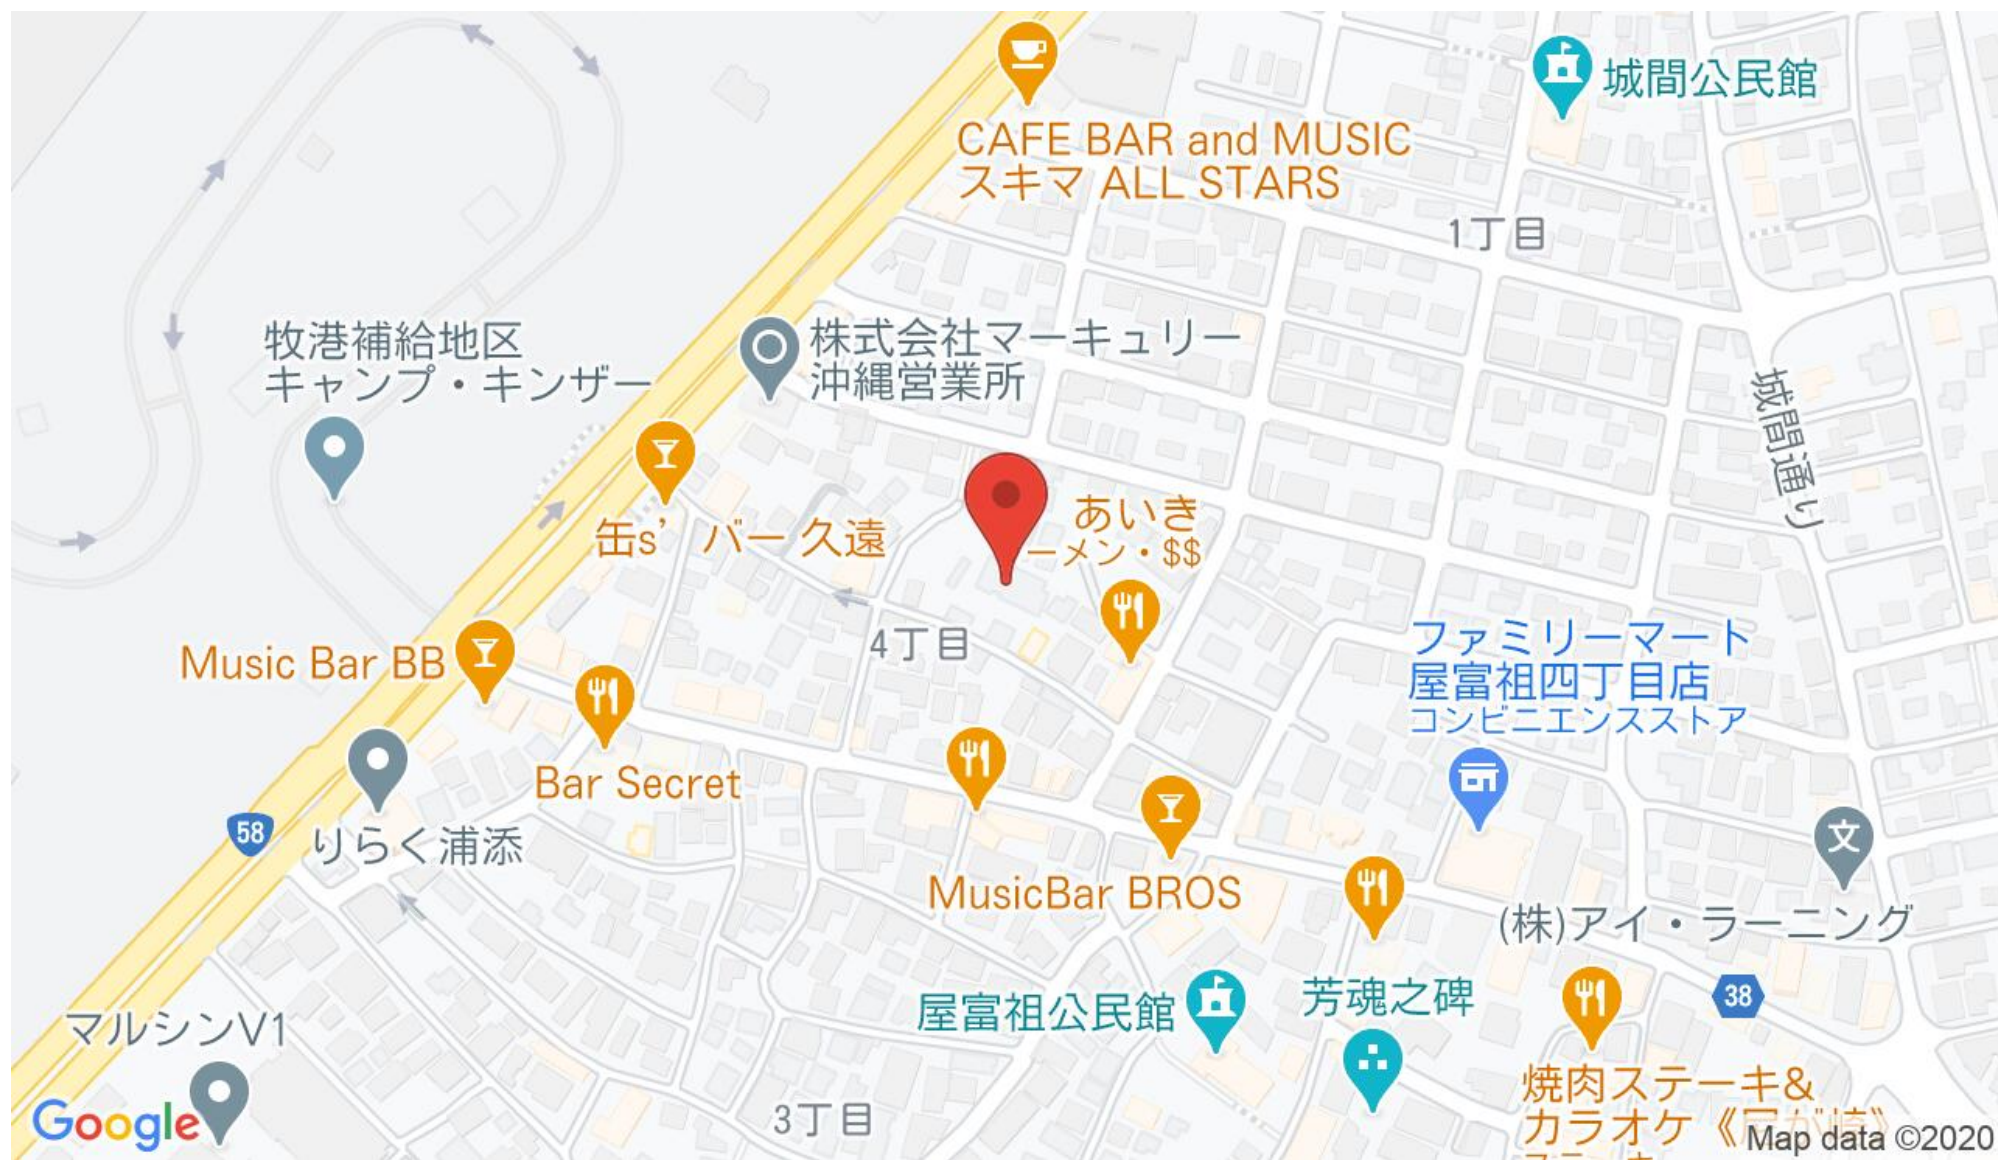 城間公民館
CAFE BAR and MUSIC
スキマ ALL STARS
1丁目
牧港補給地区
キャンプ・キンザー
株式会社マーキュリー
沖縄営業所
城間通り
缶s’ バー 久遠
あいき
ーメン・$$
4丁目
Music Bar BB
ファミリーマート
屋富祖四丁目店
コンビニエンスストア
Bar Secret
58
りらく浦添
文
MusicBar BROS
(株)アイ・ラーニング
屋富祖公民館
芳魂之碑
38
マルシンV1
3丁目
焼肉ステーキ&
カラオケ
Google
Map data ©2020